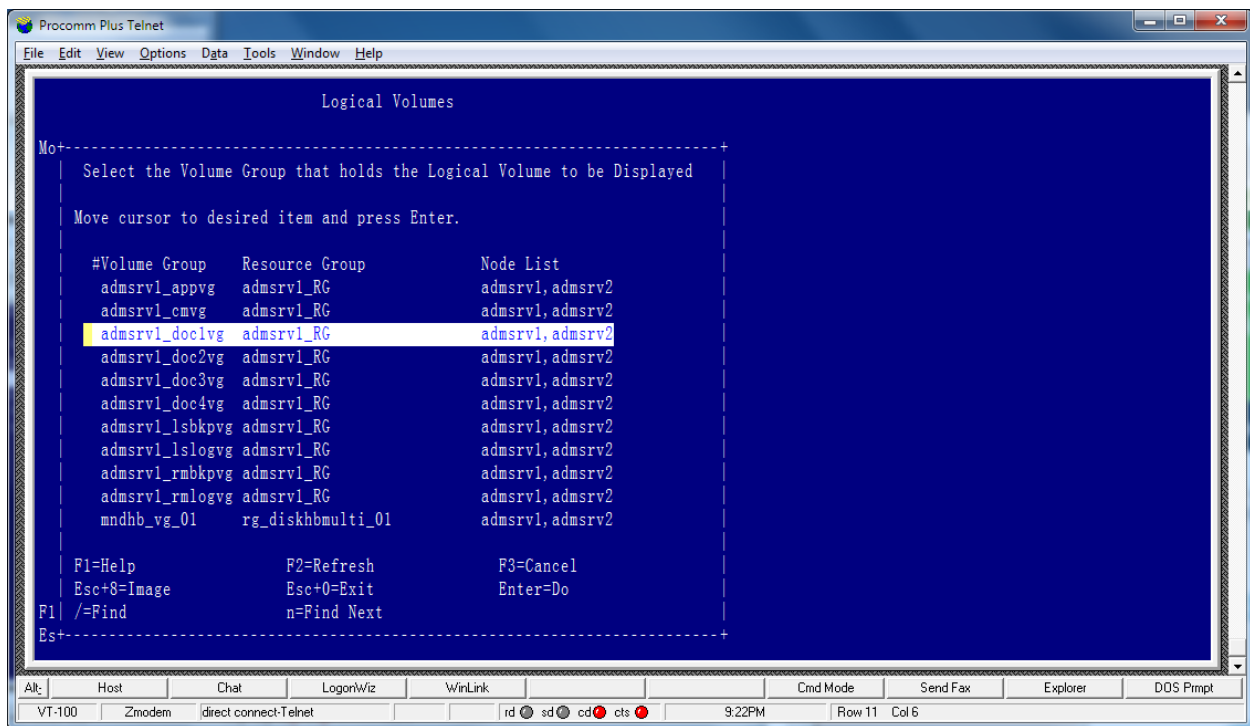 Procomm Plus Telnet
File Edit View Options Data Tools Window Help
Logical Volumes
Mo+--------------------------------------------------------------------------+
Select the Volume Group that holds the Logical Volume to be Displayed
Move cursor to desired item and press Enter.
#Volume Group Resource Group Node List
admsrv1_appvg admsrv1_RG admsrv1,admsrv2
admsrv1_cmvg admsrv1_RG admsrv1,admsrv2
admsrv1_doc1vg admsrv1_RG admsrv1,admsrv2
admsrv1_doc2vg admsrv1_RG admsrv1,admsrv2
admsrv1_doc3vg admsrv1_RG admsrv1,admsrv2
admsrv1_doc4vg admsrv1_RG admsrv1,admsrv2
admsrv1_lsbkpvg admsrv1_RG admsrv1,admsrv2
admsrv1_lslogvg admsrv1_RG admsrv1,admsrv2
admsrv1_rmbkpvg admsrv1_RG admsrv1,admsrv2
admsrv1_rmlogvg admsrv1_RG admsrv1,admsrv2
mndhb_vg_01 rg_diskhbmulti_01 admsrv1,admsrv2
F1=Help F2=Refresh F3=Cancel
Esc+8=Image Esc+0=Exit Enter=Do
F1| /=Find n=Find Next
Es+--------------------------------------------------------------------------+
Alt- Host Chat LogonWiz WinLink Cmd Mode Send Fax Explorer DOS Prmpt
VT-100 Zmodem direct connect-Telnet rd sd cd cts 9:22PM Row 11 Col 6